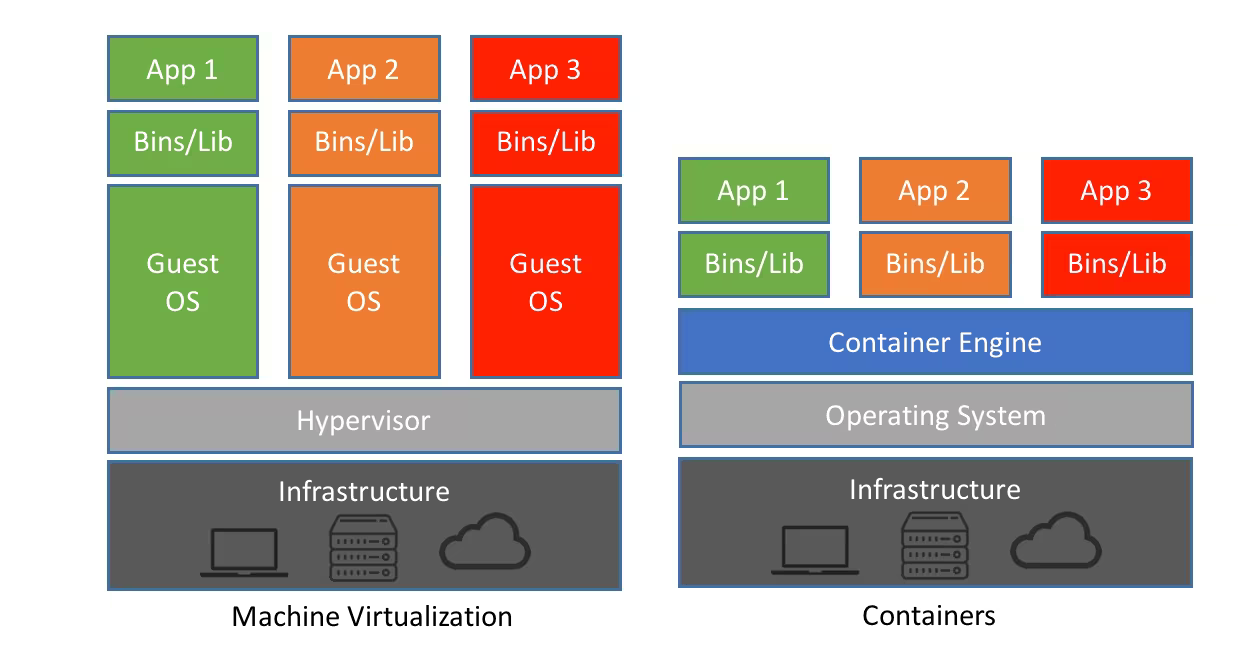 App 1
App 2
App 3
Bins/Lib
Bins/Lib
Bins/Lib
Guest
OS
Guest
OS
Guest
OS
Hypervisor
Infrastructure
Machine Virtualization
App 1
App 2
App 3
Bins/Lib
Bins/Lib
Bins/Lib
Container Engine
Operating System
Infrastructure
Containers